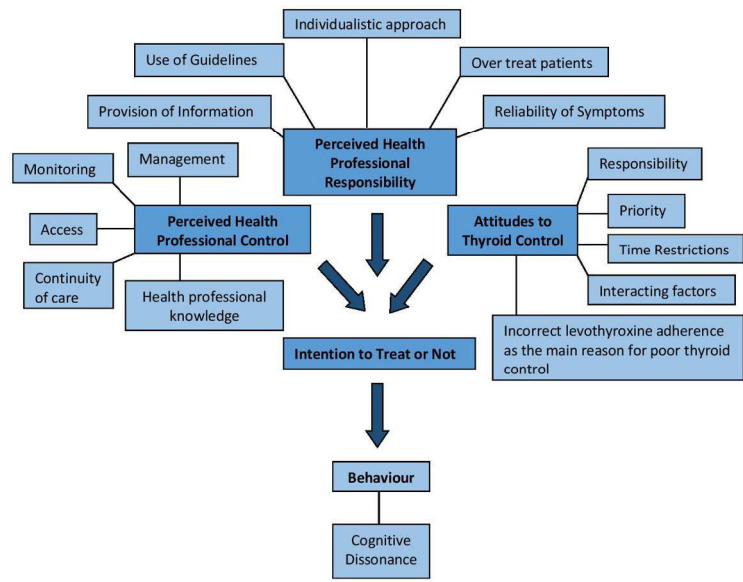 Individualistic approach
Use of Guidelines
Over treat patients
Provision of Information
Reliability of Symptoms
Perceived Health
Professional
Responsibility
Management
Monitoring
Access
Perceived Health
Professional Control
Continuity
of care
Health professional
knowledge
Attitudes to
Thyroid Control
Responsibility
Priority
Time Restrictions
Interacting factors
Incorrect levothyroxine adherence
as the main reason for poor thyroid
control
Intention to Treat or Not
Behaviour
Cognitive
Dissonance